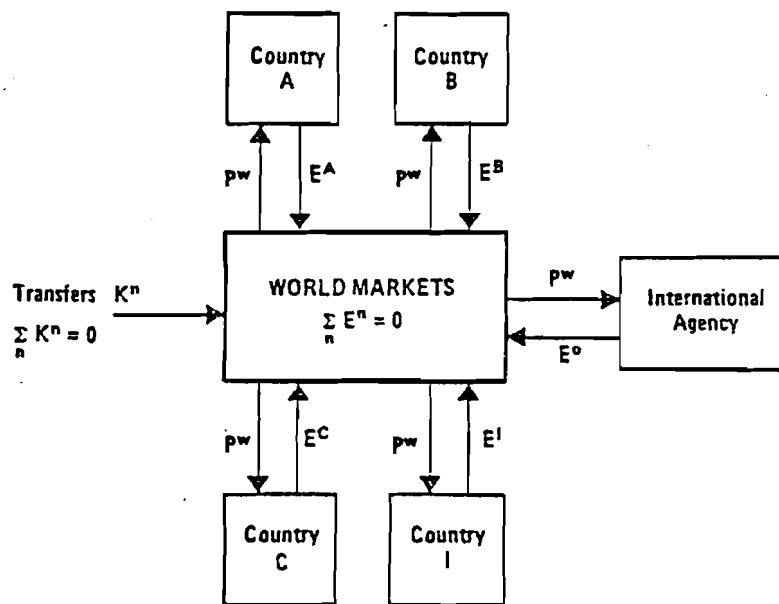 Country
A
Country
B
pw
E^A
pw
E^B
Transfers K^n
Σ K^n = 0
n
WORLD MARKETS
Σ E^n = 0
n
pw
E^o
International
Agency
pw
E^C
pw
E^I
Country
C
Country
I